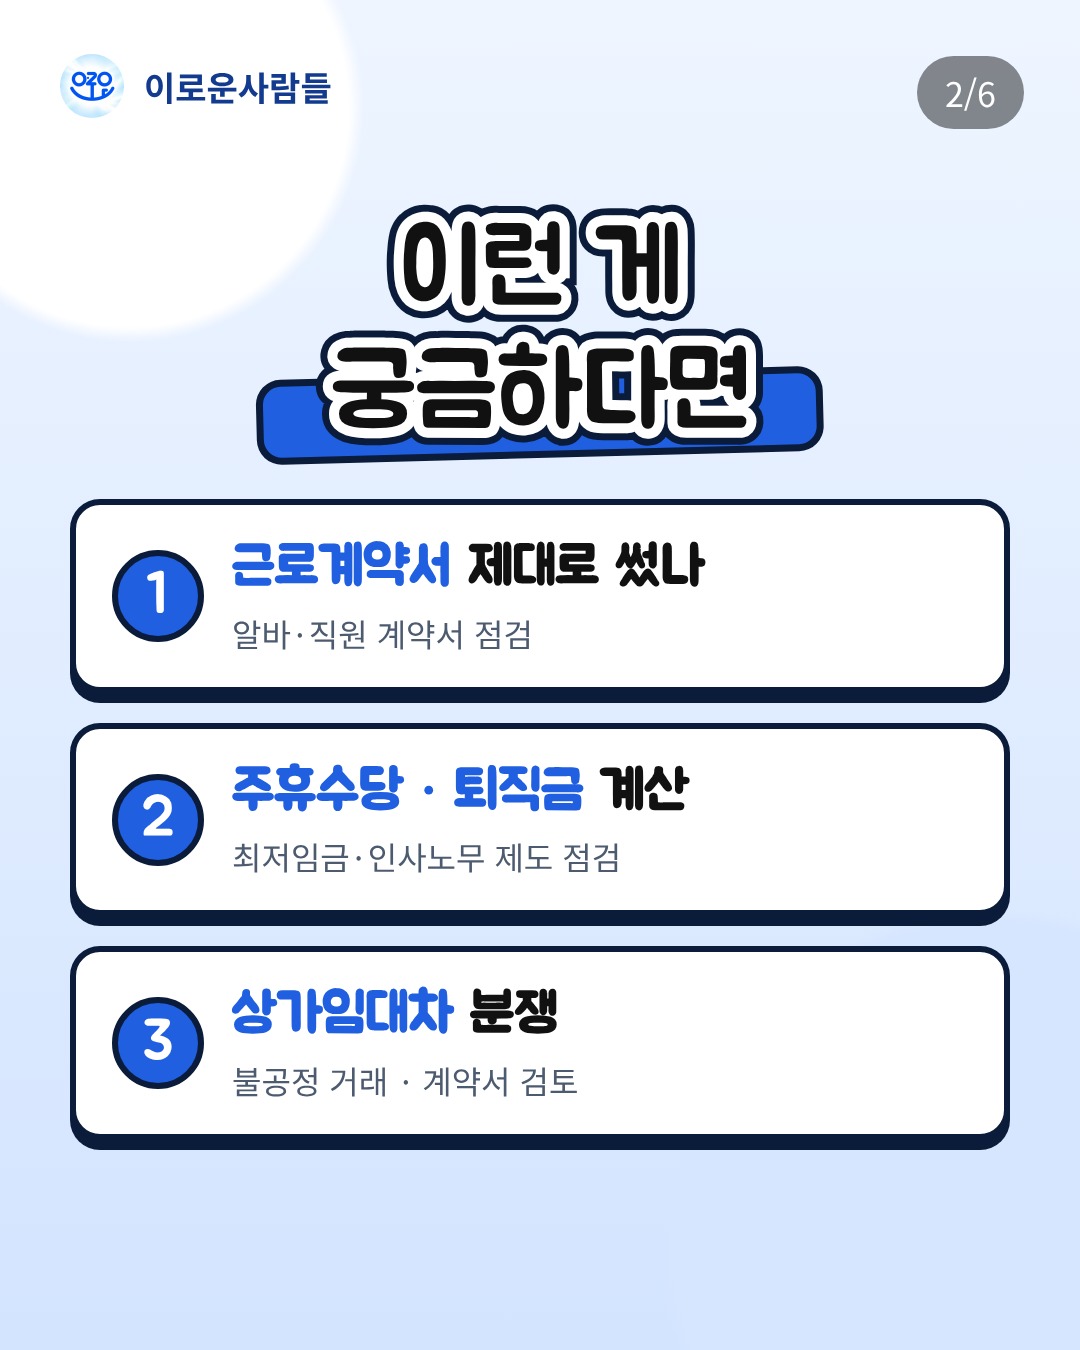 이로운사람들
2/6
이런 게
궁금하다면
1
근로계약서 제대로 썼나
알바·직원 계약서 점검
2
주휴수당 · 퇴직금 계산
최저임금·인사노무 제도 점검
3
상가임대차 분쟁
불공정 거래 · 계약서 검토